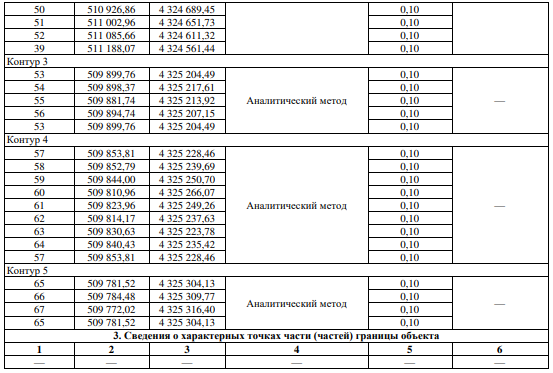 50 510 926,86 4 324 689,45 0,10
51 511 002,96 4 324 651,73 0,10
52 511 085,66 4 324 611,32 0,10
39 511 188,07 4 324 561,44 0,10
Контур 3
53 509 899,76 4 325 204,49 0,10
54 509 898,37 4 325 217,61 0,10
55 509 881,74 4 325 213,92 Аналитический метод 0,10 —
56 509 894,74 4 325 207,15 0,10
53 509 899,76 4 325 204,49 0,10
Контур 4
57 509 853,81 4 325 228,46 0,10
58 509 852,79 4 325 239,69 0,10
59 509 844,00 4 325 250,70 0,10
60 509 810,96 4 325 266,07 0,10
61 509 823,96 4 325 249,26 Аналитический метод 0,10 —
62 509 814,17 4 325 237,63 0,10
63 509 830,63 4 325 223,78 0,10
64 509 840,43 4 325 235,42 0,10
57 509 853,81 4 325 228,46 0,10
Контур 5
65 509 781,52 4 325 304,13 0,10
66 509 784,48 4 325 309,77 0,10
67 509 772,02 4 325 316,40 Аналитический метод 0,10 —
65 509 781,52 4 325 304,13 0,10
3. Сведения о характерных точках части (частей) границы объекта
1 2 3 4 5 6
— — — — — —